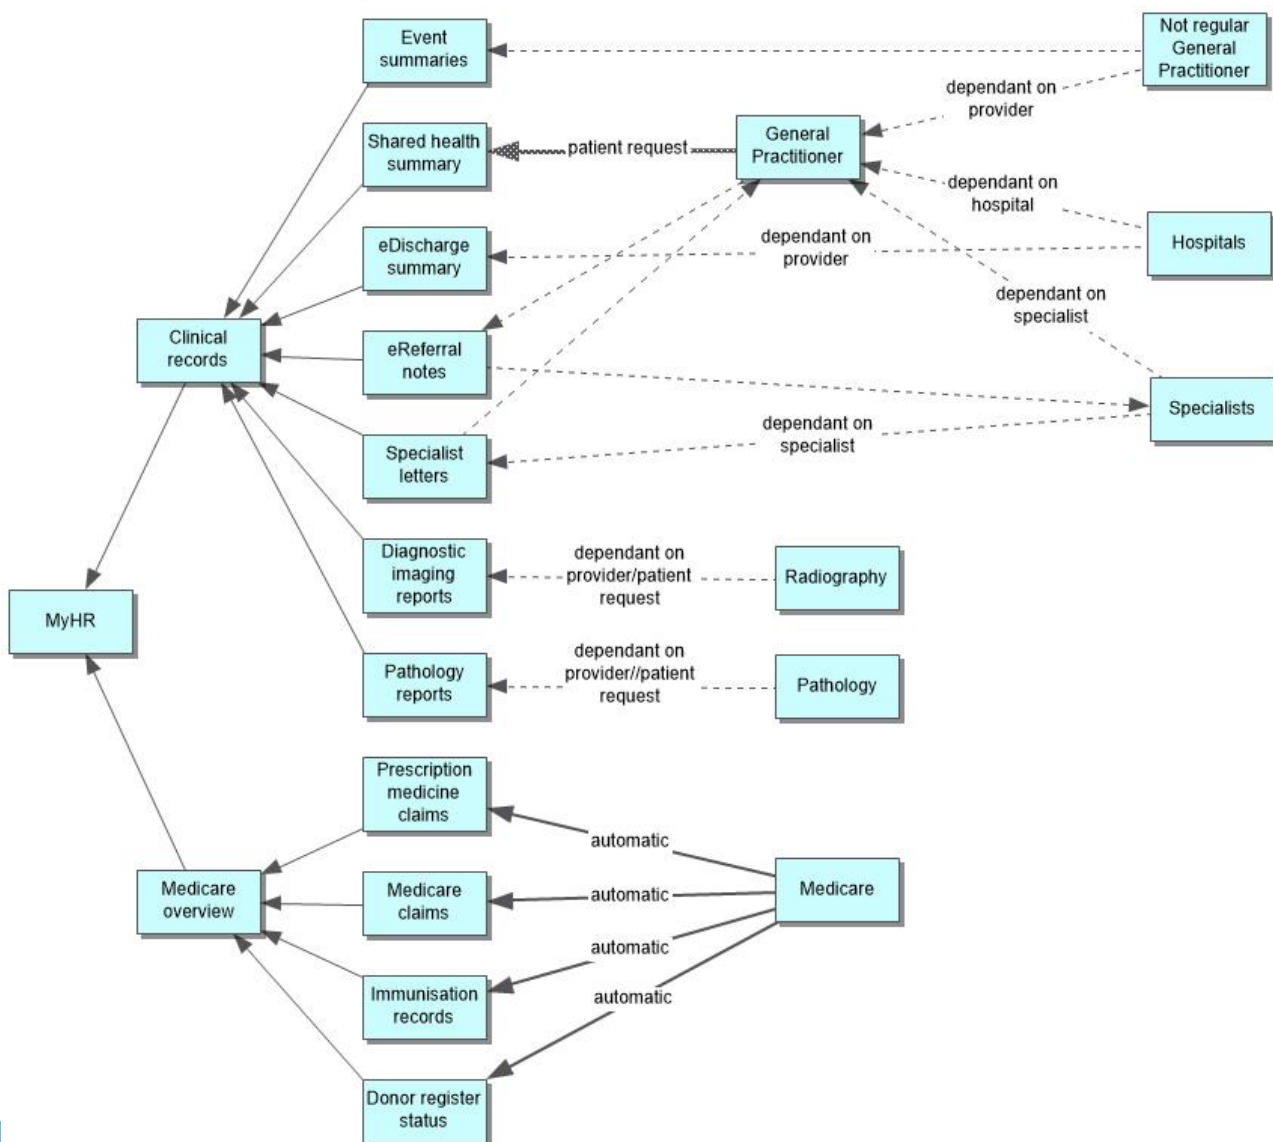 Event
summaries
Not regular
General
Practitioner
dependant on
provider
Shared health
summary
patient request
General
Practitioner
dependant on
hospital
eDischarge
summary
dependant on
provider
Hospitals
dependant on
specialist
Clinical
records
eReferral
notes
Specialists
dependant on
specialist
Specialist
letters
Diagnostic
imaging
reports
dependant on
provider/patient
request
Radiography
MyHR
Pathology
reports
dependant on
provider//patient
request
Pathology
Prescription
medicine
claims
automatic
Medicare
overview
Medicare
claims
automatic
Medicare
automatic
Immunisation
records
automatic
Donor register
status